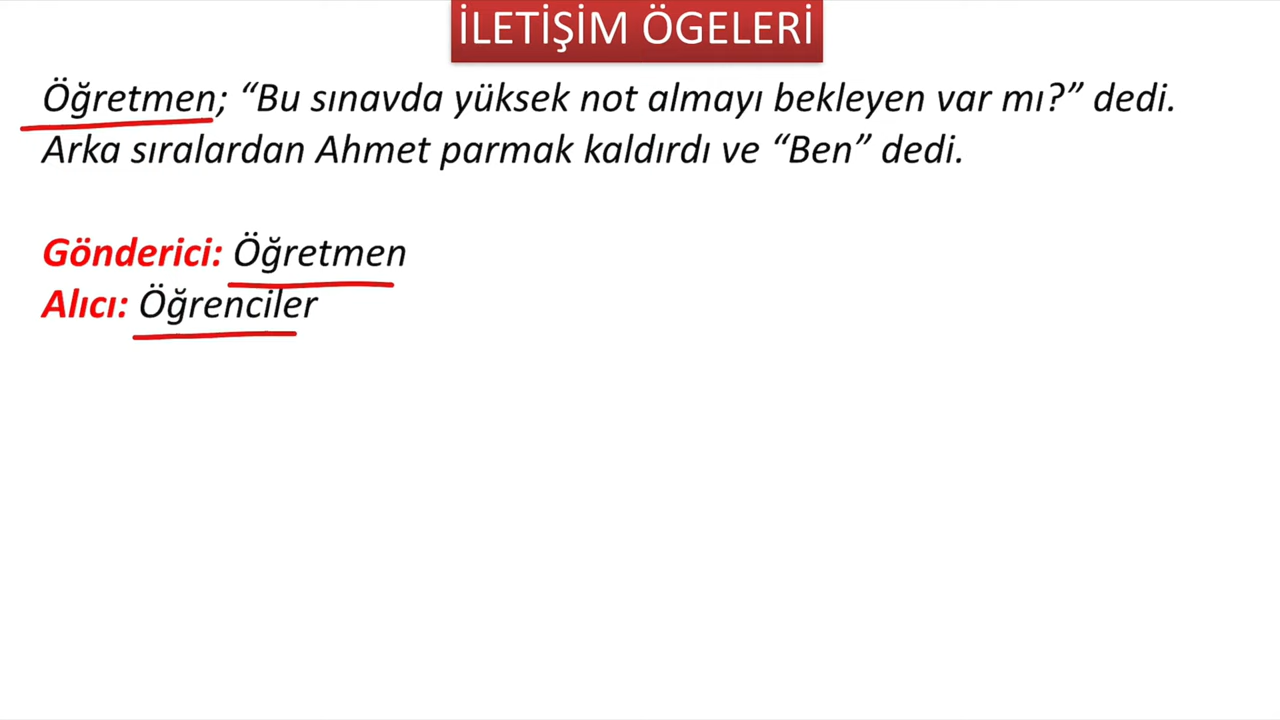 İLETİŞİM ÖGELERİ
Öğretmen; “Bu sınavda yüksek not almayı bekleyen var mı?” dedi.
Arka sıralardan Ahmet parmak kaldırdı ve “Ben” dedi.
Gönderici: Öğretmen
Alıcı: Öğrenciler